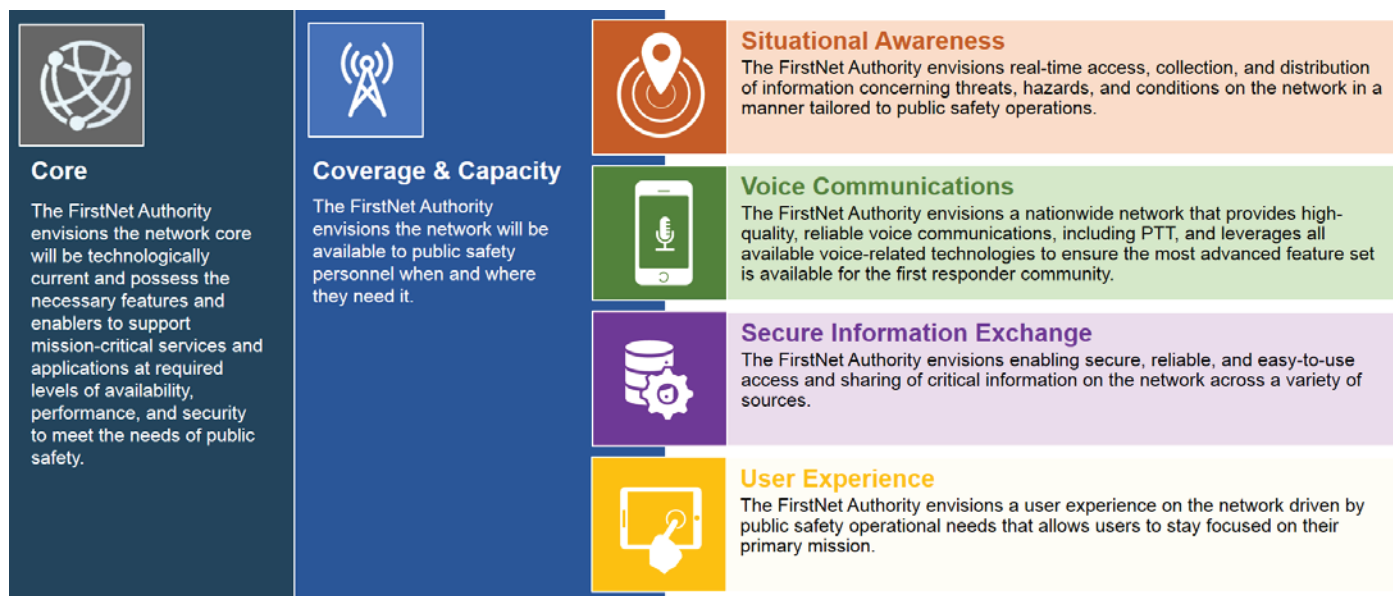 Core
The FirstNet Authority
envisions the network core
will be technologically
current and possess the
necessary features and
enablers to support
mission-critical services and
applications at required
levels of availability,
performance, and security
to meet the needs of public
safety.
Coverage & Capacity
The FirstNet Authority
envisions the network will be
available to public safety
personnel when and where
they need it.
Situational Awareness
The FirstNet Authority envisions real-time access, collection, and distribution
of information concerning threats, hazards, and conditions on the network in a
manner tailored to public safety operations.
Voice Communications
The FirstNet Authority envisions a nationwide network that provides high-
quality, reliable voice communications, including PTT, and leverages all
available voice-related technologies to ensure the most advanced feature set
is available for the first responder community.
Secure Information Exchange
The FirstNet Authority envisions enabling secure, reliable, and easy-to-use
access and sharing of critical information on the network across a variety of
sources.
User Experience
The FirstNet Authority envisions a user experience on the network driven by
public safety operational needs that allows users to stay focused on their
primary mission.